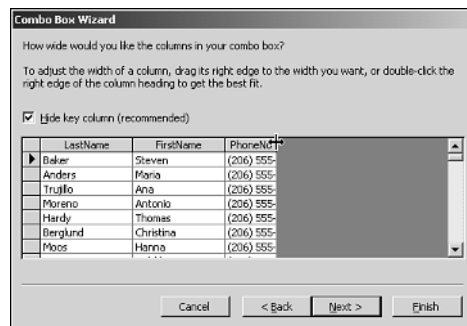 Combo Box Wizard
How wide would you like the columns in your combo box?
To adjust the width of a column, drag its right edge to the width you want, or double-click the
right edge of the column heading to get the best fit.
Hide key column (recommended)
LastName FirstName PhoneNu
Baker Steven (206) 555-
Anders Maria (206) 555-
Trujillo Ana (206) 555-
Moreno Antonio (206) 555-
Hardy Thomas (206) 555-
Berglund Christina (206) 555-
Moos Hanna (206) 555-
Cancel < Back Next > Finish